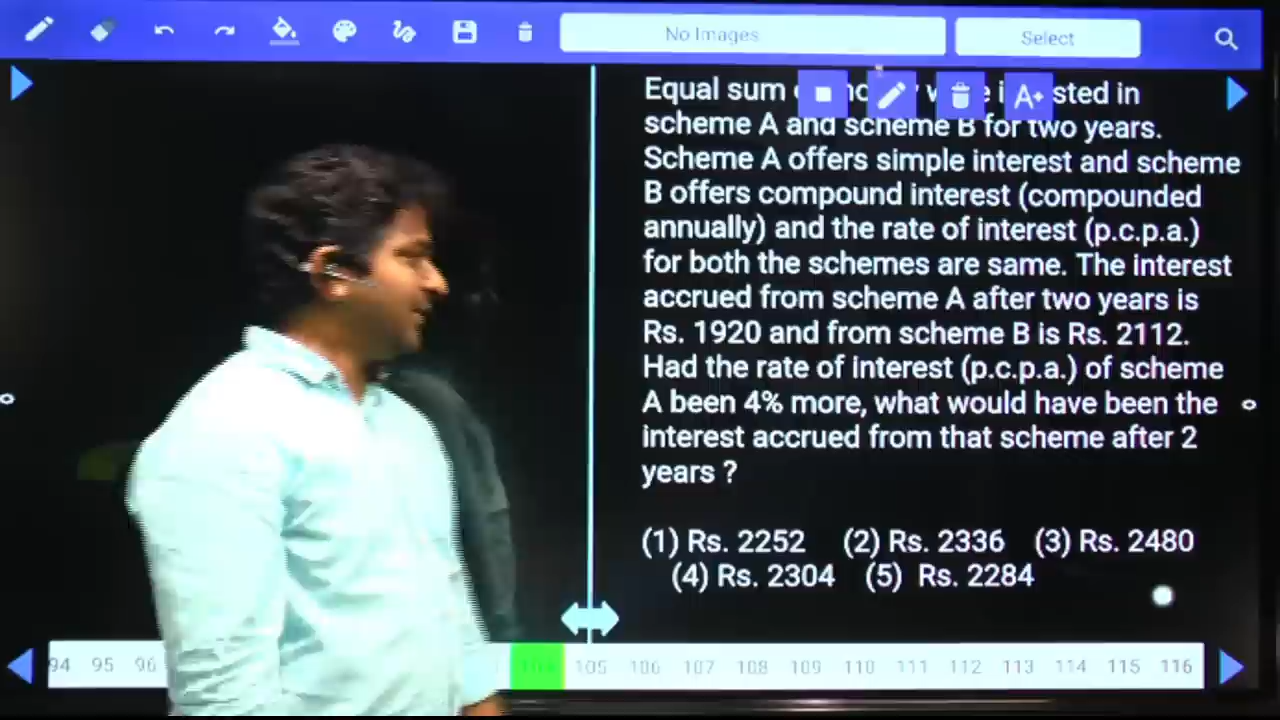 No Images
Select
A+
Equal sum sted in
scheme A and scheme B for two years.
Scheme A offers simple interest and scheme
B offers compound interest (compounded
annually) and the rate of interest (p.c.p.a.)
for both the schemes are same. The interest
accrued from scheme A after two years is
Rs. 1920 and from scheme B is Rs. 2112.
Had the rate of interest (p.c.p.a.) of scheme
A been 4% more, what would have been the
interest accrued from that scheme after 2
years ?
(1) Rs. 2252 (2) Rs. 2336 (3) Rs. 2480
(4) Rs. 2304 (5) Rs. 2284
94 95 96 105 106 107 108 109 110 111 112 113 114 115 116